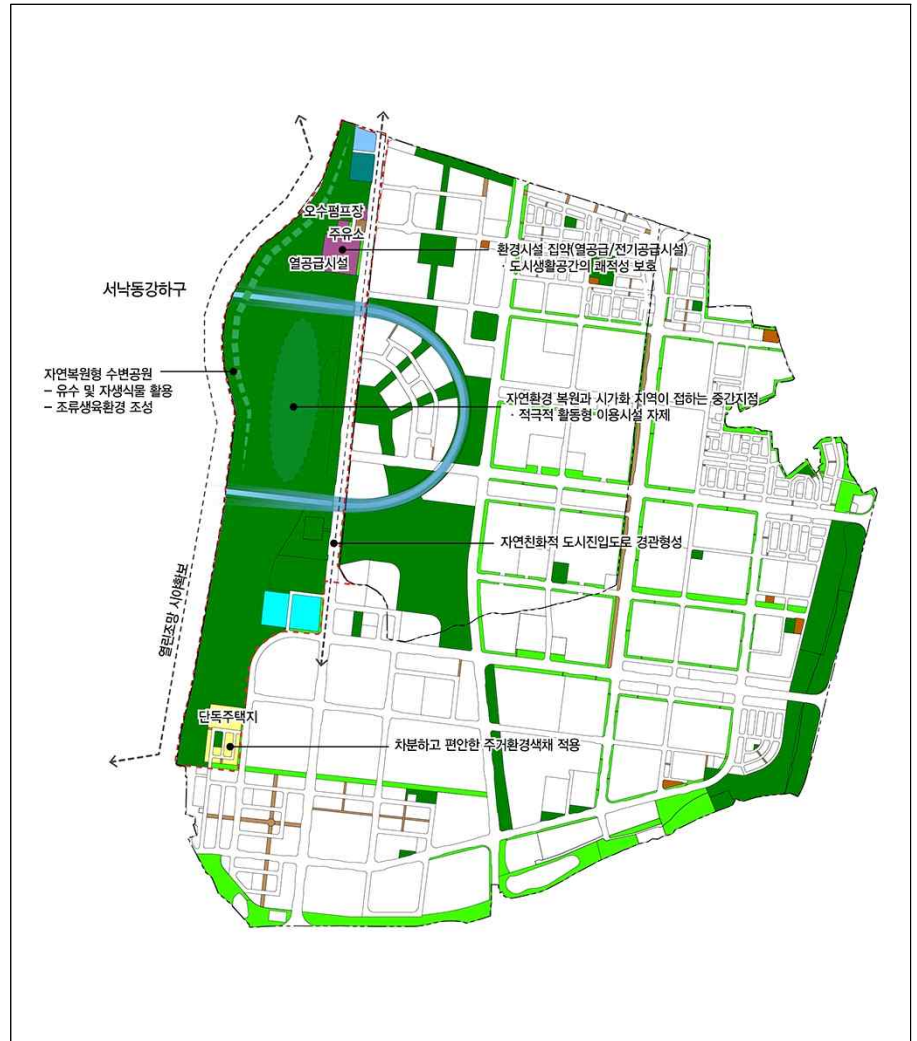 오수펌프장
주유소
열공급시설
환경시설 집약(열공급/전기공급시설)
· 도시생활공간의 쾌적성 보호
서낙동강하구
자연복원형 수변공원
– 유수 및 자생식물 활용
– 조류생육환경 조성
자연환경 복원과 시가화 지역이 접하는 중간지점
· 적극적 활동형 이용시설 자제
자연친화적 도시진입도로 경관형성
열린조망 시야확보
단독주택지
차분하고 편안한 주거환경색채 적용